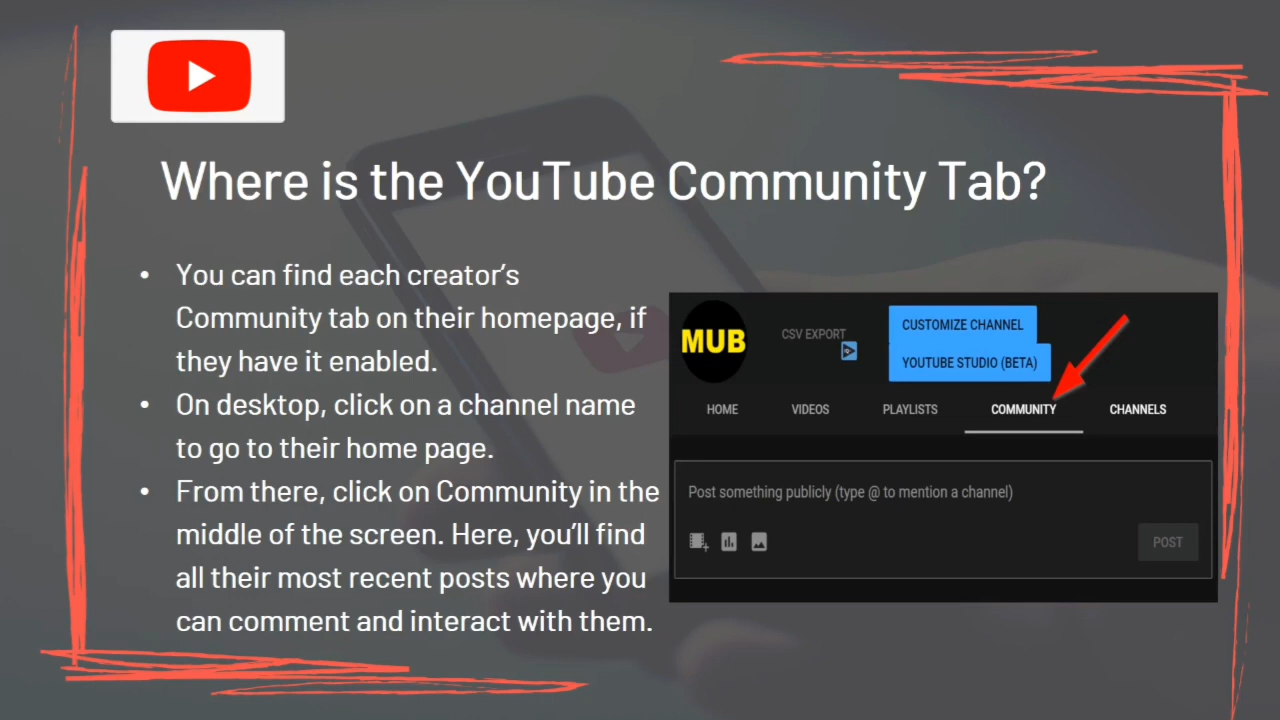 Where is the YouTube Community Tab?
• You can find each creator’s
Community tab on their homepage, if
they have it enabled.
• On desktop, click on a channel name
to go to their home page.
• From there, click on Community in the
middle of the screen. Here, you’ll find
all their most recent posts where you
can comment and interact with them.
MUB
CSV EXPORT
CUSTOMIZE CHANNEL
YOUTUBE STUDIO (BETA)
HOME VIDEOS PLAYLISTS COMMUNITY CHANNELS
Post something publicly (type @ to mention a channel)
POST